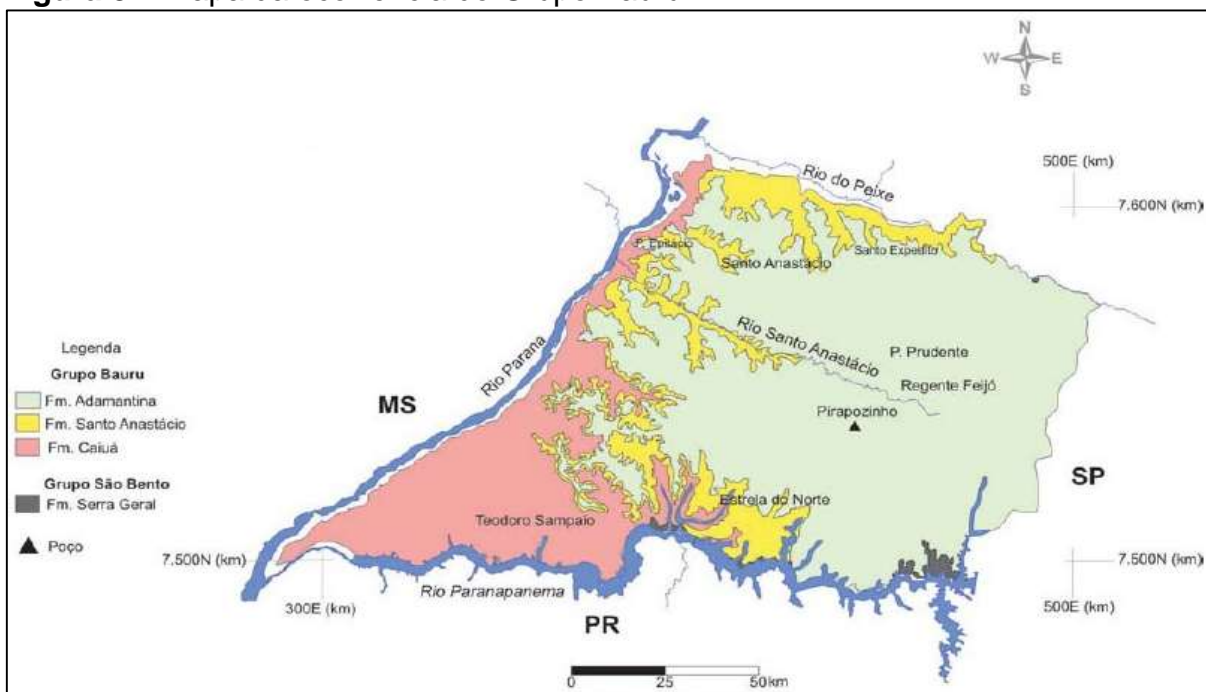 N
W E
S
500E (km)
7.600N (km)
Rio do Peixe
P. Epitácio
Santo Anastácio
Santo Expedito
Rio Santo Anastácio
Rio Parana
P. Prudente
Regente Feijó
Pirapozinho
MS
SP
Legenda
Grupo Bauru
Fm. Adamantina
Fm. Santo Anastácio
Fm. Caiuá
Grupo São Bento
Fm. Serra Geral
Poço
Estrela do Norte
Teodoro Sampaio
7.500N (km)
7.500N (km)
300E (km)
Rio Paranapanema
500E (km)
PR
0 25 50 km